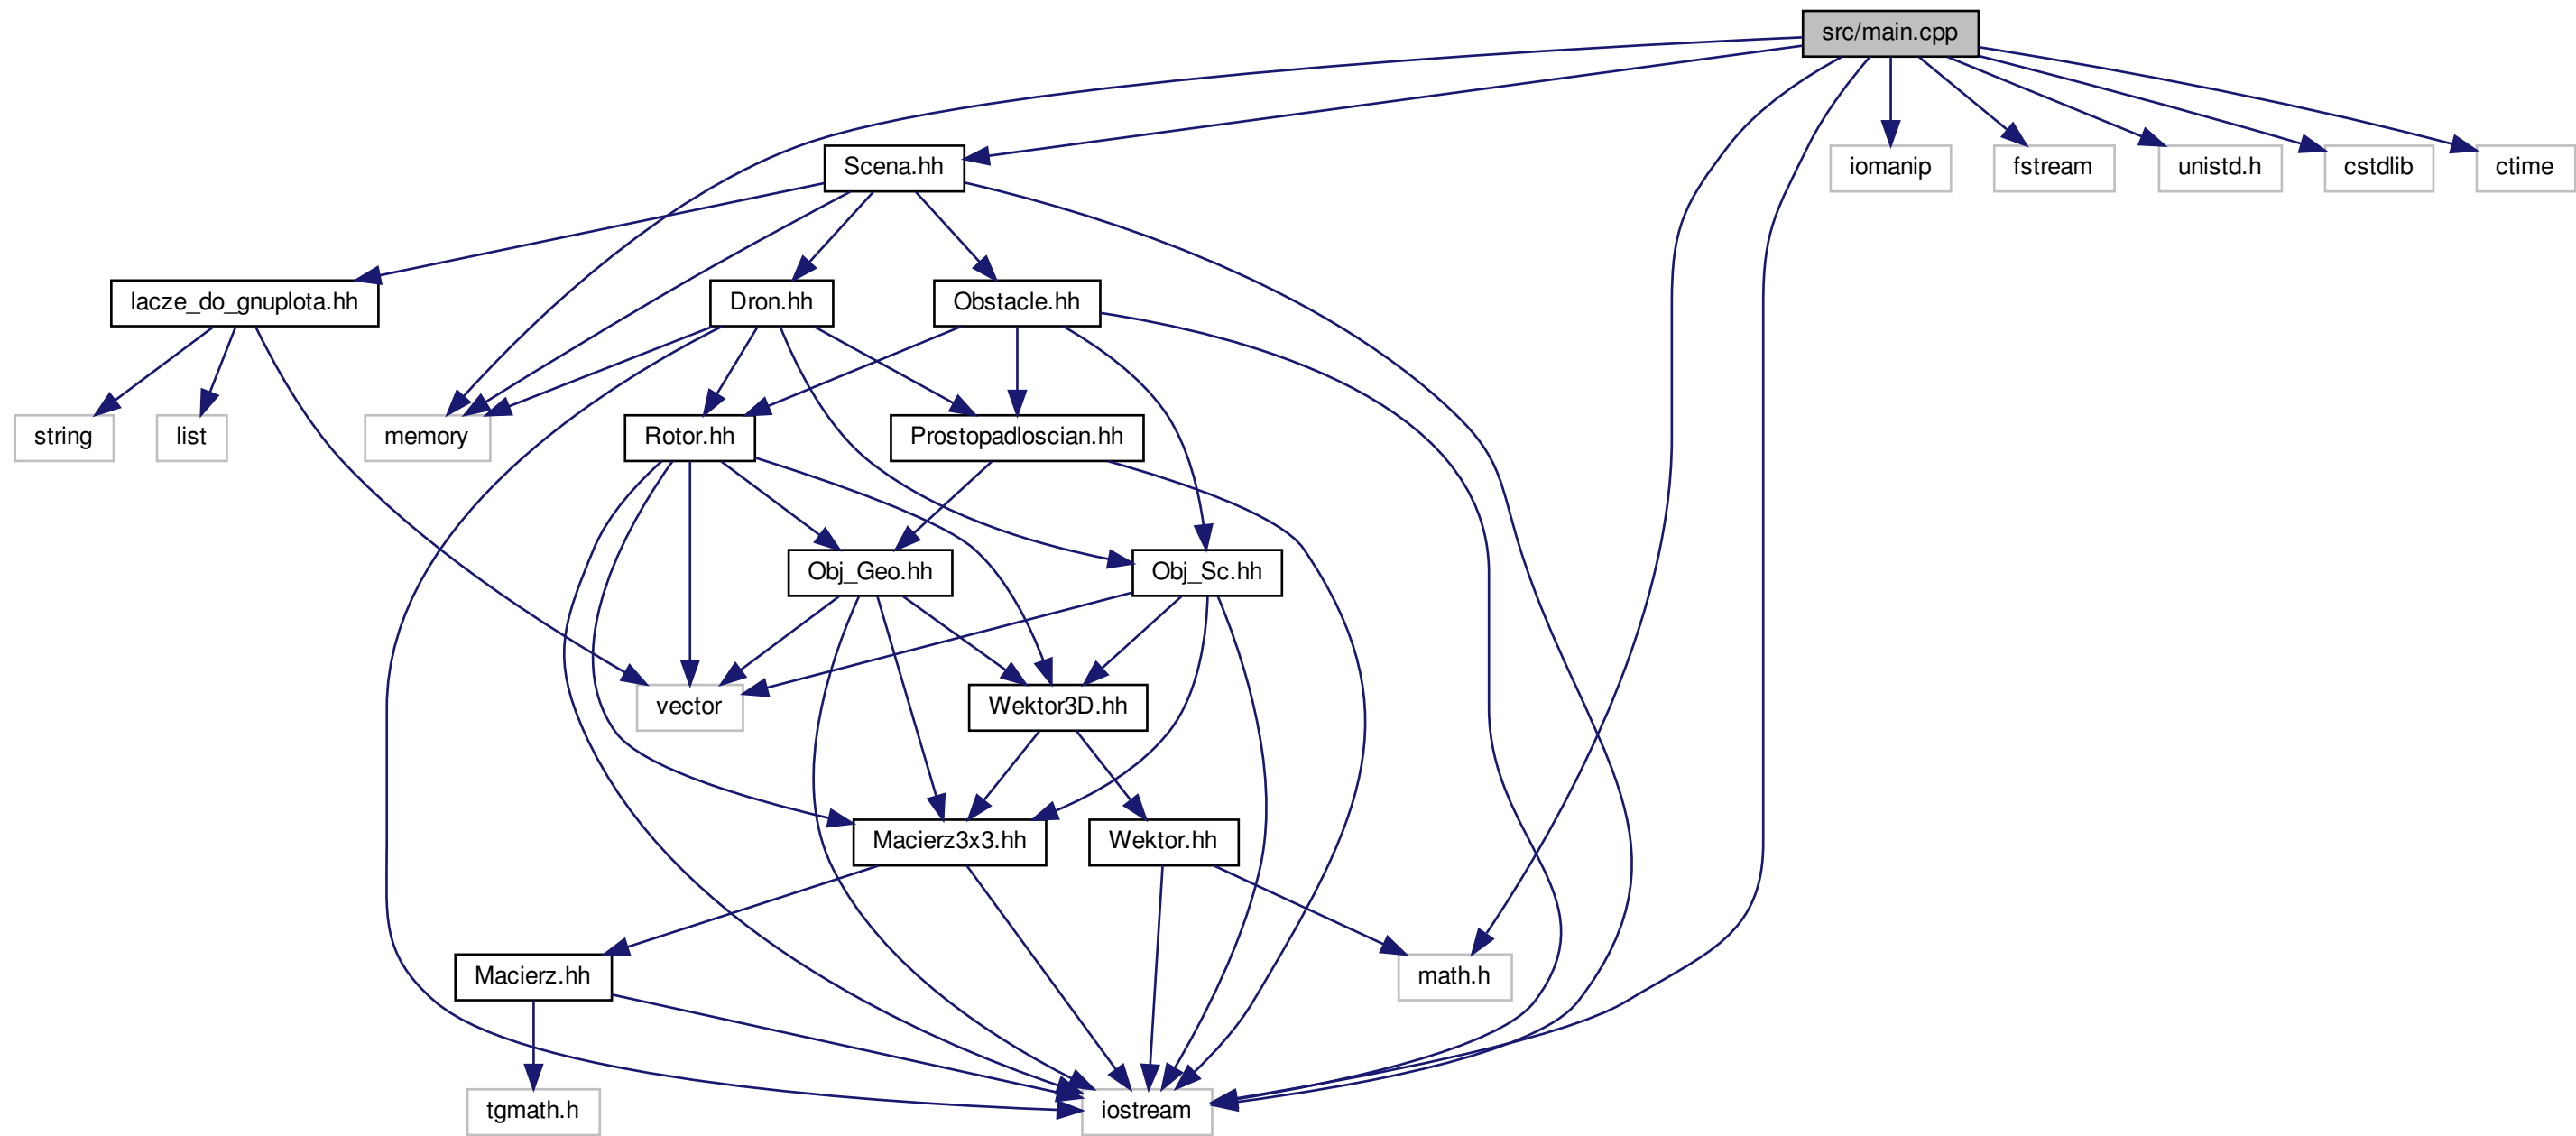 src/main.cpp
Scena.hh
iomanip
fstream
unistd.h
cstdlib
ctime
lacze_do_gnuplota.hh
Dron.hh
Obstacle.hh
string
list
memory
Rotor.hh
Prostopadloscian.hh
Obj_Geo.hh
Obj_Sc.hh
vector
Wektor3D.hh
Macierz3x3.hh
Wektor.hh
Macierz.hh
math.h
tgmath.h
iostream